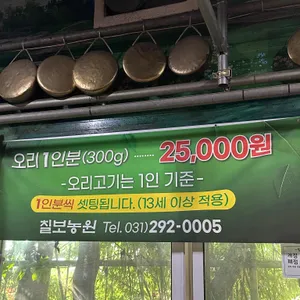 오리 1인분(300g) ........ 25,000원
-오리고기는 1인 기준-
1인분씩 셋팅됩니다. (13세 이상 적용)
칠보농원 Tel. 031)292-0005